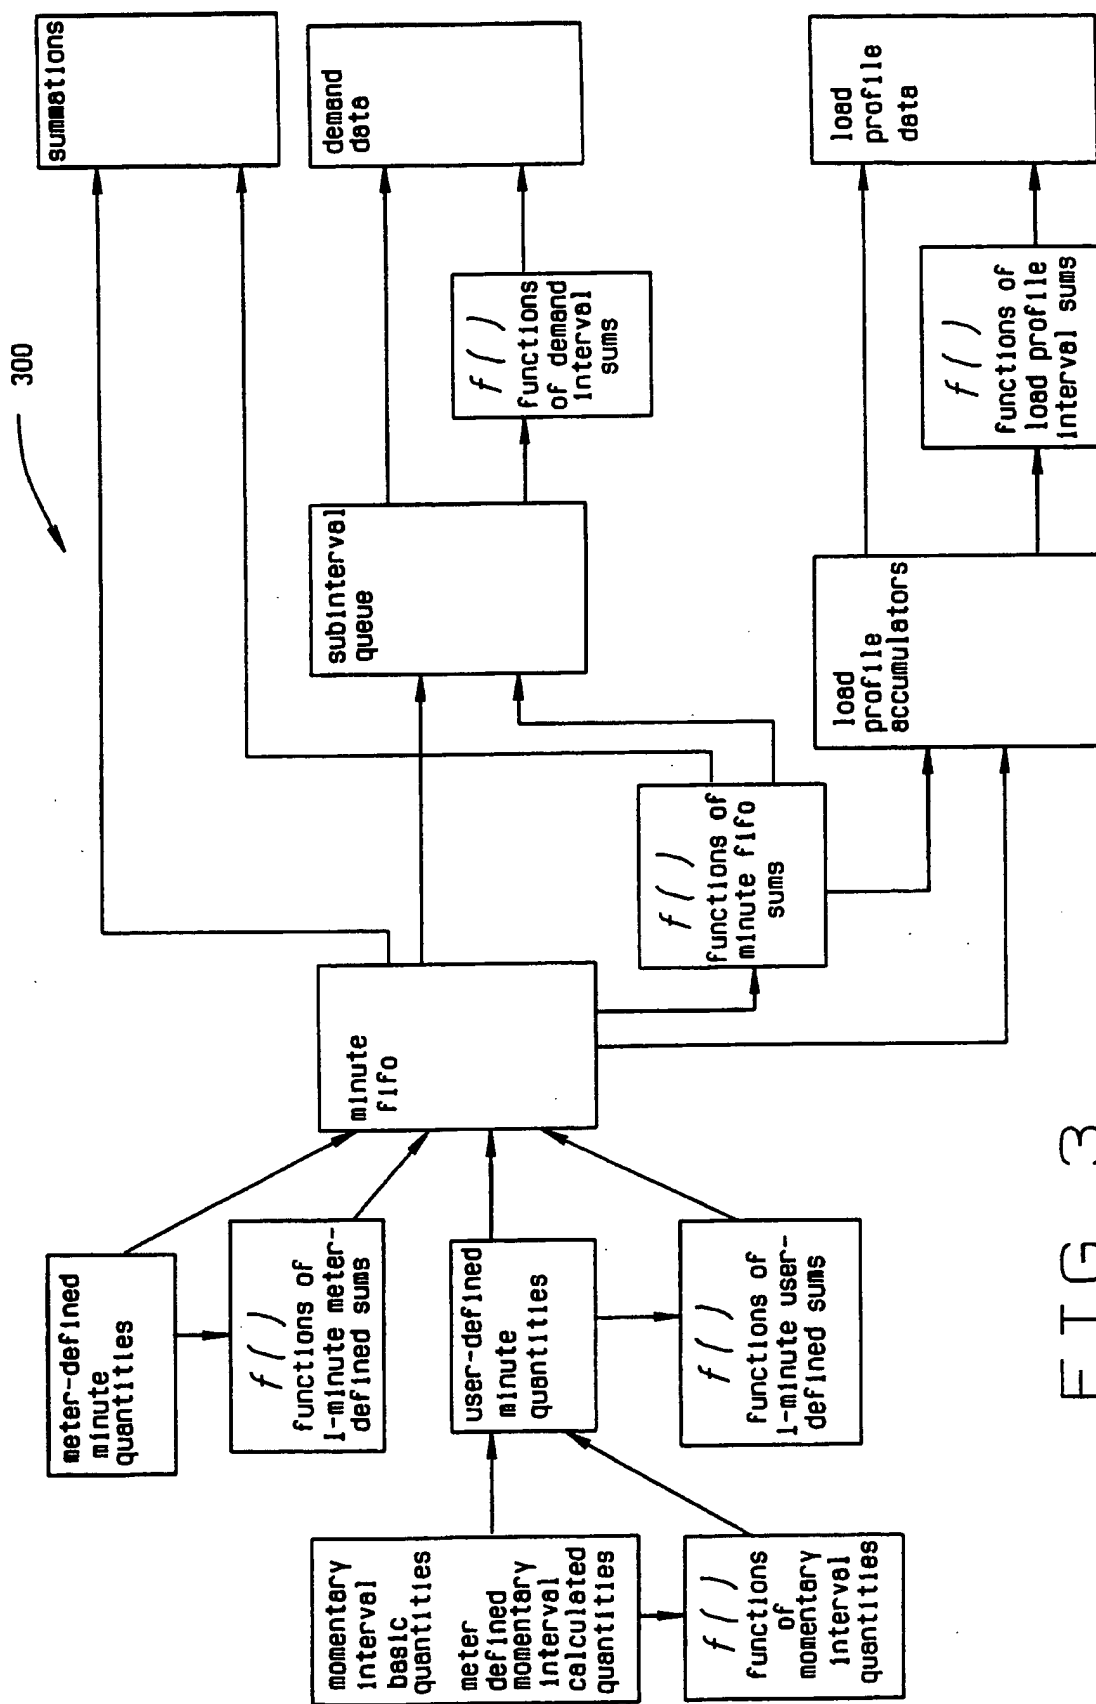 300
summations
demand
data
load
profile
data
f()
functions
of demand
interval
sums
f()
functions of
load profile
interval sums
subinterval
queue
load
profile
accumulators
f()
functions of
minute fifo
sums
minute
fifo
meter-defined
minute
quantities
f()
functions of
1-minute meter-
defined sums
user-defined
minute
quantities
f()
functions of
1-minute user-
defined sums
momentary
interval
basic
quantities
meter
defined
momentary
interval
calculated
quantities
f()
functions
of
momentary
interval
quantities
FIG 3